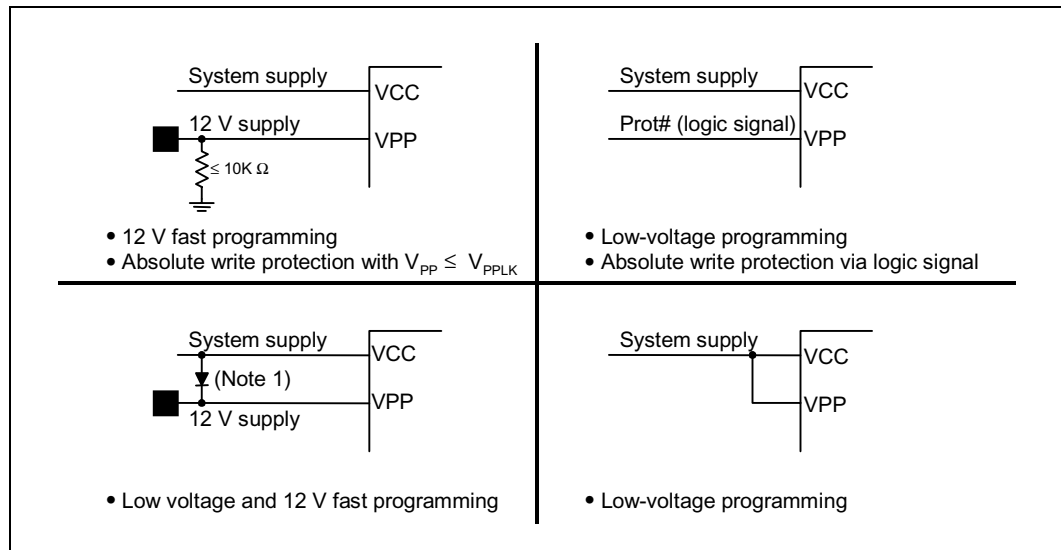 System supply
VCC
12 V supply
VPP
≤ 10K Ω
• 12 V fast programming
• Absolute write protection with VPP ≤ VPPLK
System supply
VCC
Prot# (logic signal)
VPP
• Low-voltage programming
• Absolute write protection via logic signal
System supply
VCC
(Note 1)
VPP
12 V supply
• Low voltage and 12 V fast programming
System supply
VCC
VPP
• Low-voltage programming